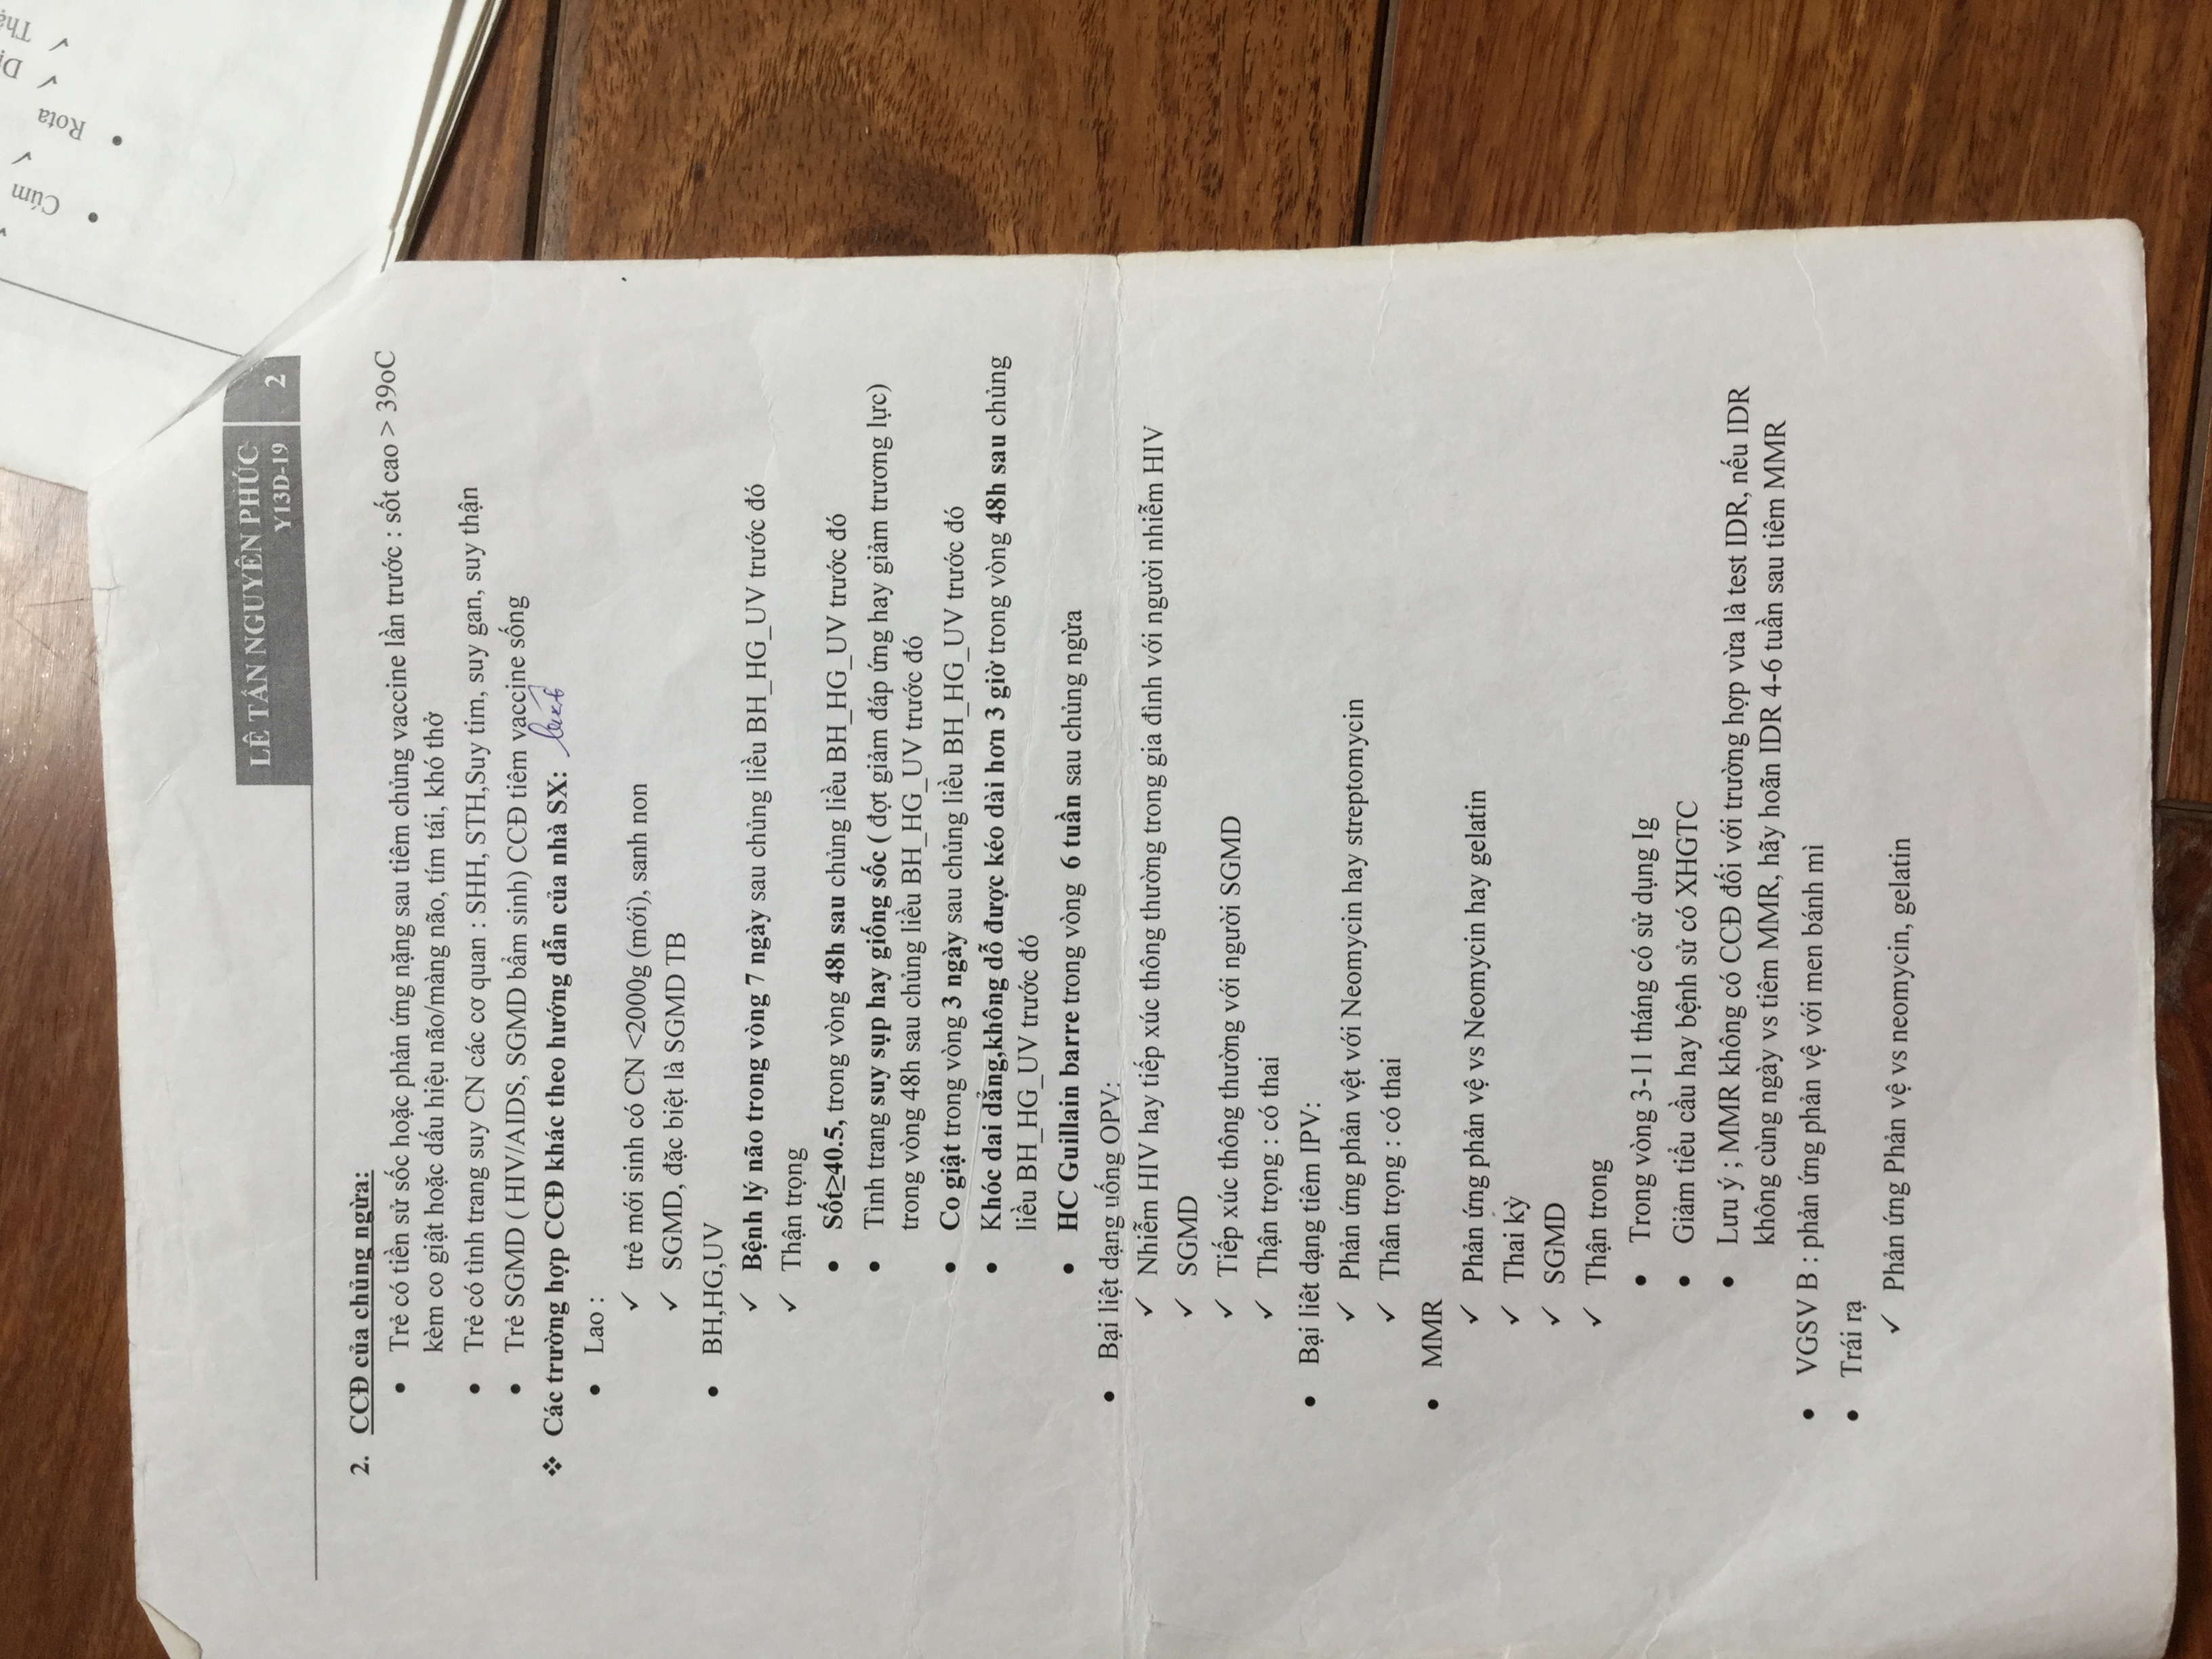 LÊ TẤN NGUYÊN PHÚC
Y13D-19
2
2. CCĐ của chủng ngừa:
• Trẻ có tiền sử sốc hoặc phản ứng nặng sau tiêm chủng vaccine lần trước : sốt cao > 39oC
kèm co giật hoặc dấu hiệu não/màng não, tím tái, khó thở
• Trẻ có tình trang suy CN các cơ quan : SHH, STH,Suy tim, suy gan, suy thận
• Trẻ SGMD ( HIV/AIDS, SGMD bẩm sinh) CCĐ tiêm vaccine sống
❖ Các trường hợp CCĐ khác theo hướng dẫn của nhà SX:
• Lao :
✓ trẻ mới sinh có CN <2000g (mới), sanh non
✓ SGMD, đặc biệt là SGMD TB
• BH,HG,UV
✓ Bệnh lý não trong vòng 7 ngày sau chủng liều BH_HG_UV trước đó
✓ Thận trọng
• Sốt≥40.5, trong vòng 48h sau chủng liều BH_HG_UV trước đó
• Tình trang suy sụp hay giống sốc ( đợt giảm đáp ứng hay giảm trương lực)
trong vòng 48h sau chủng liều BH_HG_UV trước đó
• Co giật trong vòng 3 ngày sau chủng liều BH_HG_UV trước đó
• Khóc dai dẳng,không dỗ được kéo dài hơn 3 giờ trong vòng 48h sau chủng
liều BH_HG_UV trước đó
• HC Guillain barre trong vòng 6 tuần sau chủng ngừa
• Bại liệt dạng uống OPV:
✓ Nhiễm HIV hay tiếp xúc thông thường trong gia đình với người nhiễm HIV
✓ SGMD
✓ Tiếp xúc thông thường với người SGMD
✓ Thận trọng : có thai
• Bại liêt dạng tiêm IPV:
✓ Phản ứng phản vệt với Neomycin hay streptomycin
✓ Thân trọng : có thai
• MMR
✓ Phản ứng phản vệ vs Neomycin hay gelatin
✓ Thai kỳ
✓ SGMD
✓ Thận trong
• Trong vòng 3-11 tháng có sử dụng Ig
• Giảm tiểu cầu hay bệnh sử có XHGTC
• Lưu ý ; MMR không có CCĐ đối với trường hợp vừa là test IDR, nếu IDR
không cùng ngày vs tiêm MMR, hãy hoãn IDR 4-6 tuần sau tiêm MMR
• VGSV B : phản ứng phản vệ với men bánh mì
• Trái rạ
✓ Phản ứng Phản vệ vs neomycin, gelatin
• Cúm
✓
• Rota
✓
✓